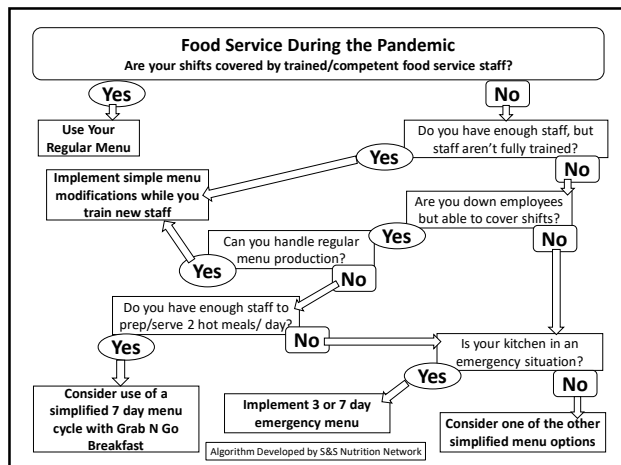 Food Service During the Pandemic
Are your shifts covered by trained/competent food service staff?
Yes
No
Use Your
Regular Menu
Do you have enough staff, but
staff aren't fully trained?
Yes
No
Implement simple menu
modifications while you
train new staff
Are you down employees
but able to cover shifts?
Yes
No
Can you handle regular
menu production?
Yes
No
Do you have enough staff to
prep/serve 2 hot meals/ day?
Yes
No
Is your kitchen in an
emergency situation?
Yes
No
Consider use of a
simplified 7 day menu
cycle with Grab N Go
Breakfast
Implement 3 or 7 day
emergency menu
Consider one of the other
simplified menu options
Algorithm Developed by S&S Nutrition Network